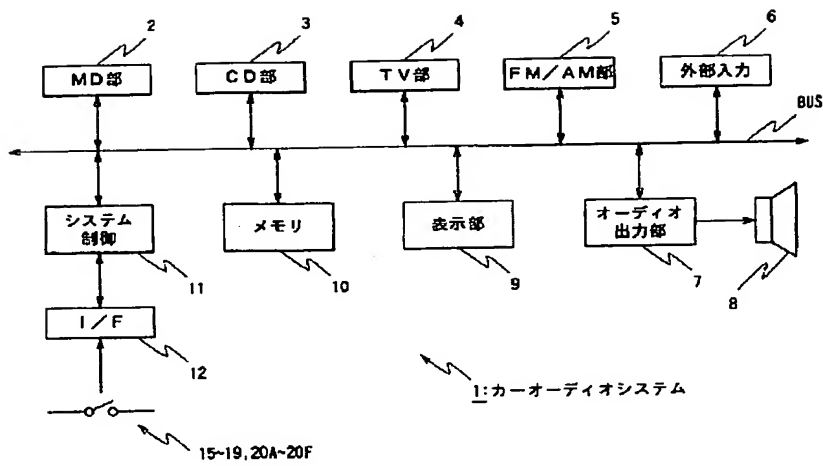 2
3
4
5
6
MD部
CD部
TV部
FM/AM部
外部入力
BUS
システム
制御
メモリ
表示部
オーディオ
出力部
11
10
9
7
8
I/F
12
1:カーオーディオシステム
15~19,20A~20F